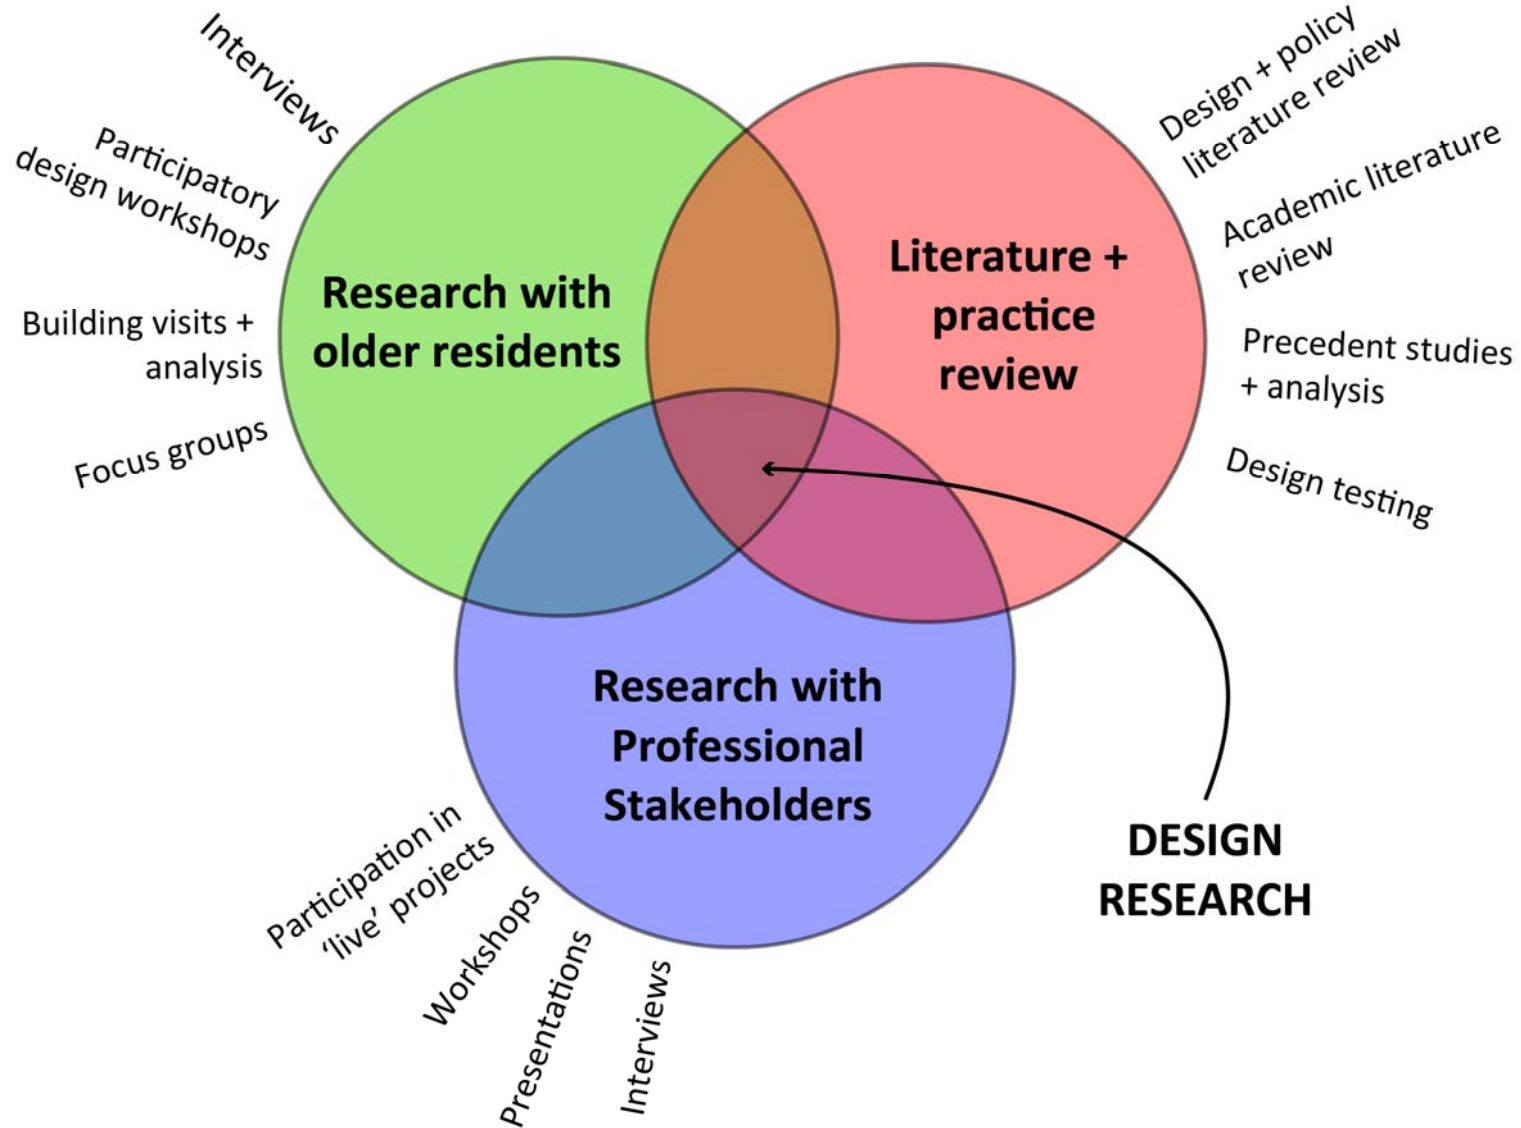 Interviews
Participatory
design workshops
Building visits +
analysis
Focus groups
Research with
older residents
Literature +
practice
review
Design + policy
literature review
Academic literature
review
Precedent studies
+ analysis
Design testing
Research with
Professional
Stakeholders
Participation in
‘live’ projects
Workshops
Presentations
Interviews
DESIGN
RESEARCH